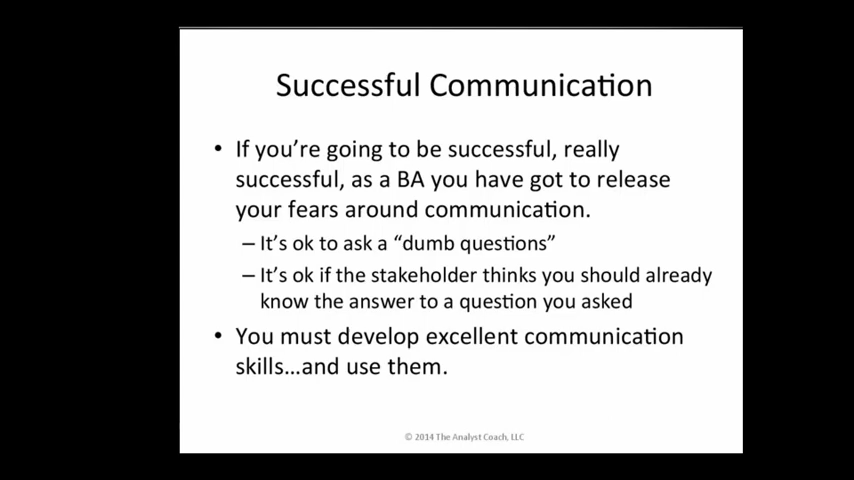 Successful Communication
• If you're going to be successful, really
successful, as a BA you have got to release
your fears around communication.
– It's ok to ask a “dumb questions”
– It's ok if the stakeholder thinks you should already
know the answer to a question you asked
• You must develop excellent communication
skills…and use them.
© 2014 The Analyst Coach, LLC